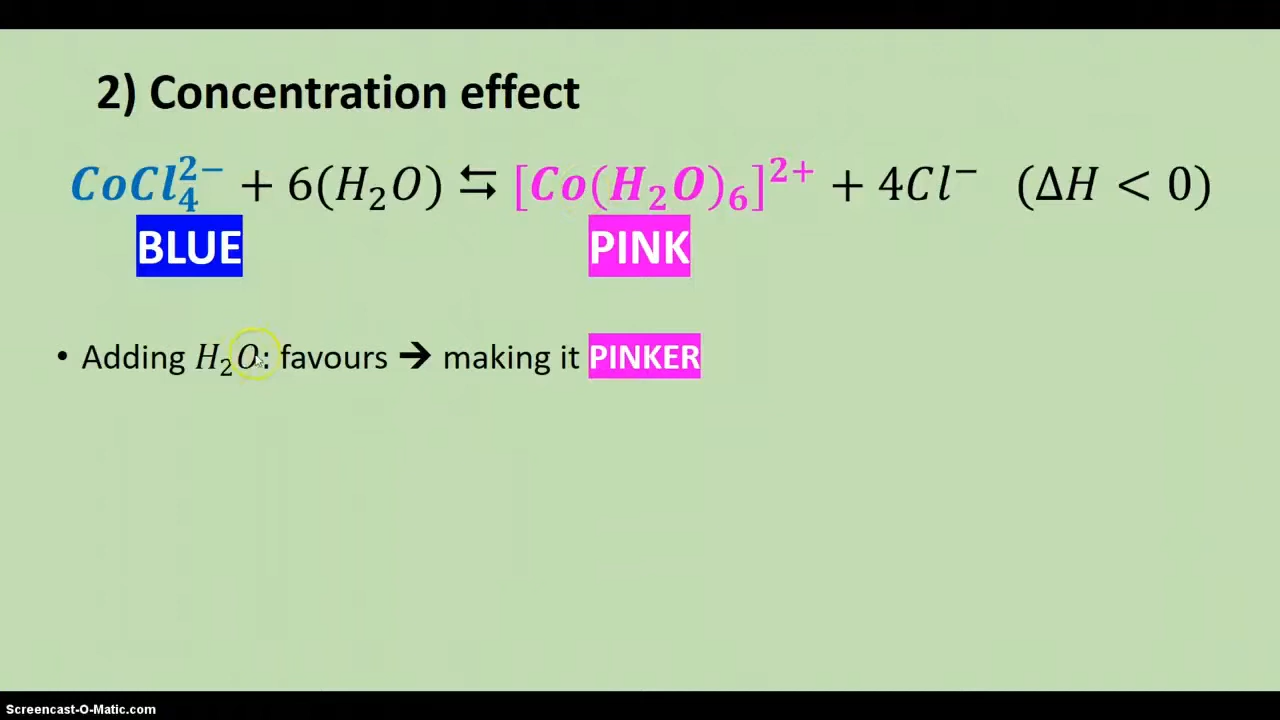 2) Concentration effect
CoCl₄²⁻ + 6(H₂O) ⇆ [Co(H₂O)₆]²⁺ + 4Cl⁻ (ΔH < 0)
BLUE PINK
• Adding H₂O: favours ➔ making it PINKER
Screencast-O-Matic.com